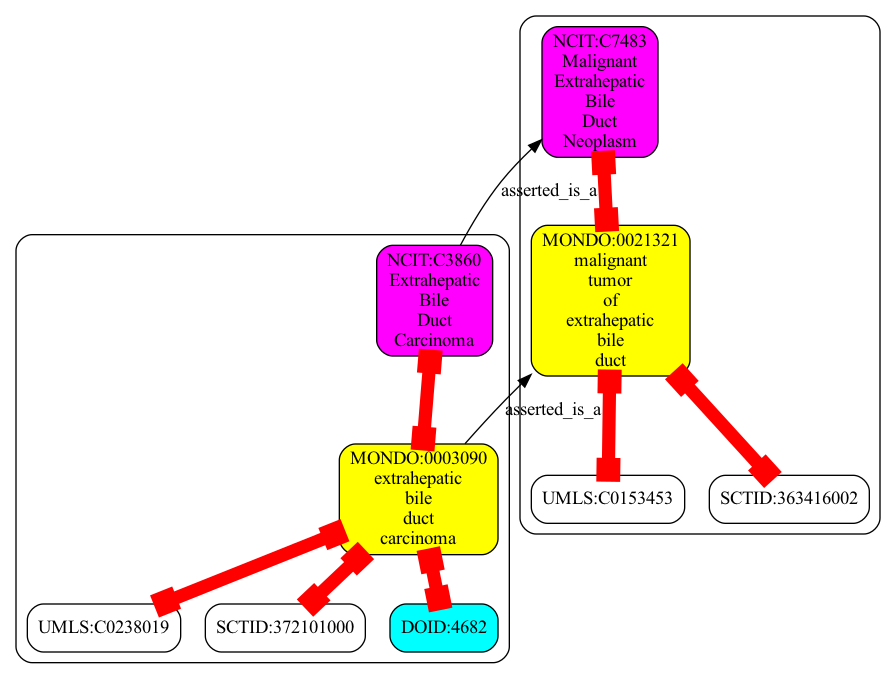 NCIT:C7483
Malignant
Extrahepatic
Bile
Duct
Neoplasm
asserted_is_a
MONDO:0021321
malignant
tumor
of
extrahepatic
bile
duct
NCIT:C3860
Extrahepatic
Bile
Duct
Carcinoma
asserted_is_a
MONDO:0003090
extrahepatic
bile
duct
carcinoma
UMLS:C0153453
SCTID:363416002
UMLS:C0238019
SCTID:372101000
DOID:4682